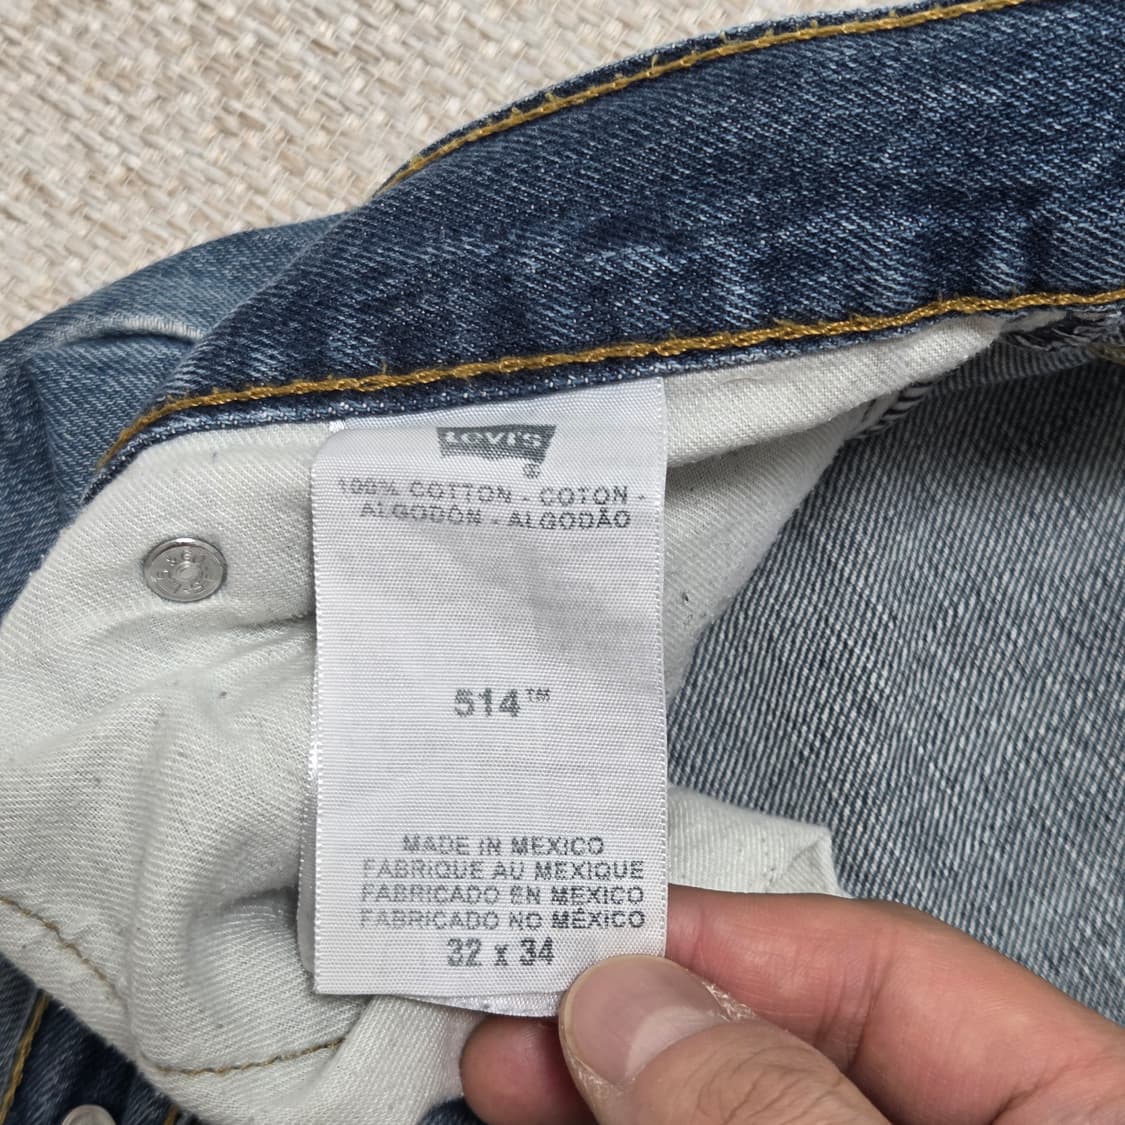 Levi's
®
100% COTTON - COTON -
ALGODÓN - ALGODÃO
514™
MADE IN MEXICO
FABRIQUE AU MEXIQUE
FABRICADO EN MEXICO
FABRICADO NO MÉXICO
32 x 34